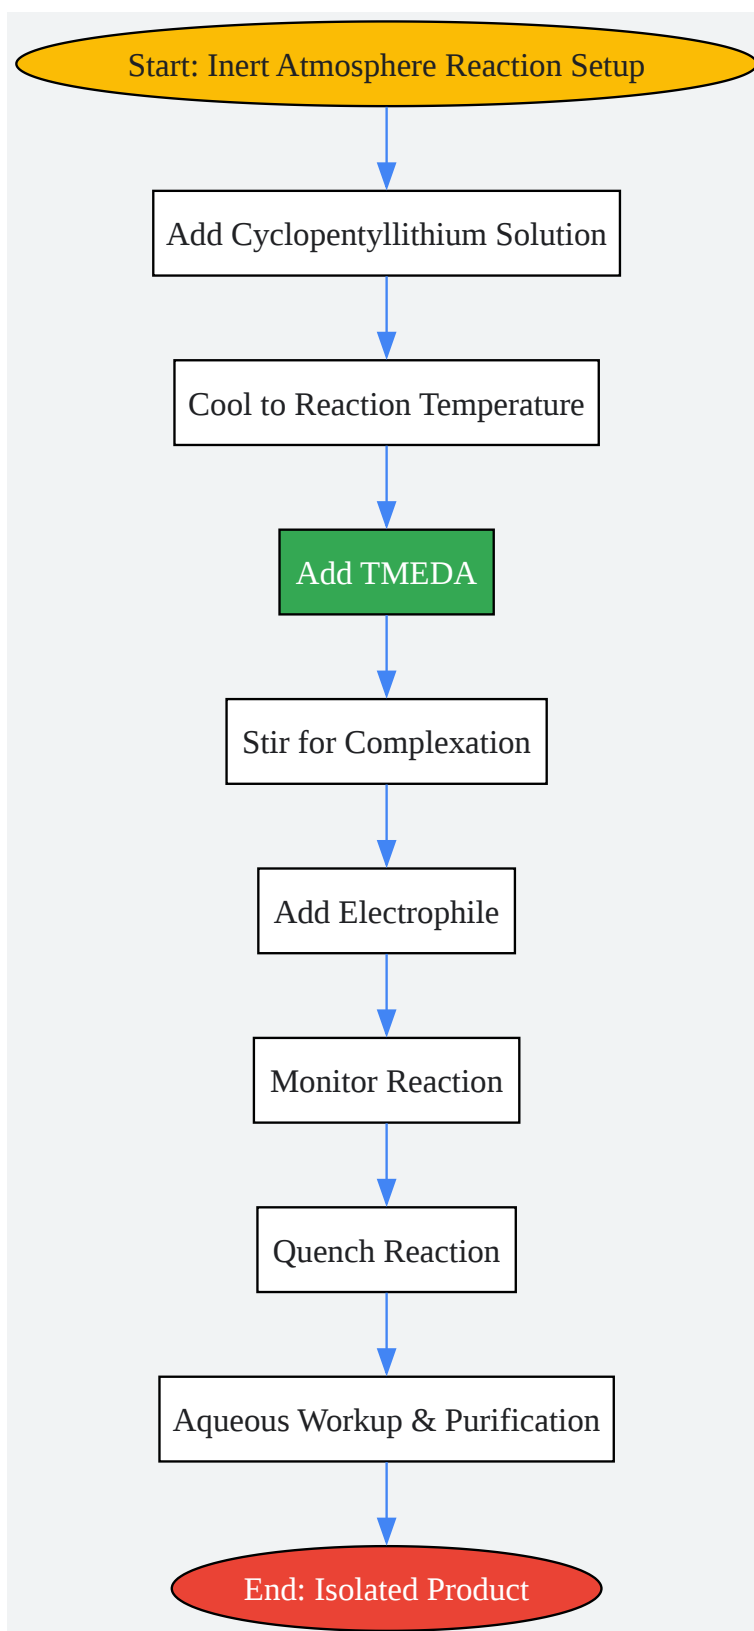 Start: Inert Atmosphere Reaction Setup
Add Cyclopentyllithium Solution
Cool to Reaction Temperature
Add TMEDA
Stir for Complexation
Add Electrophile
Monitor Reaction
Quench Reaction
Aqueous Workup & Purification
End: Isolated Product